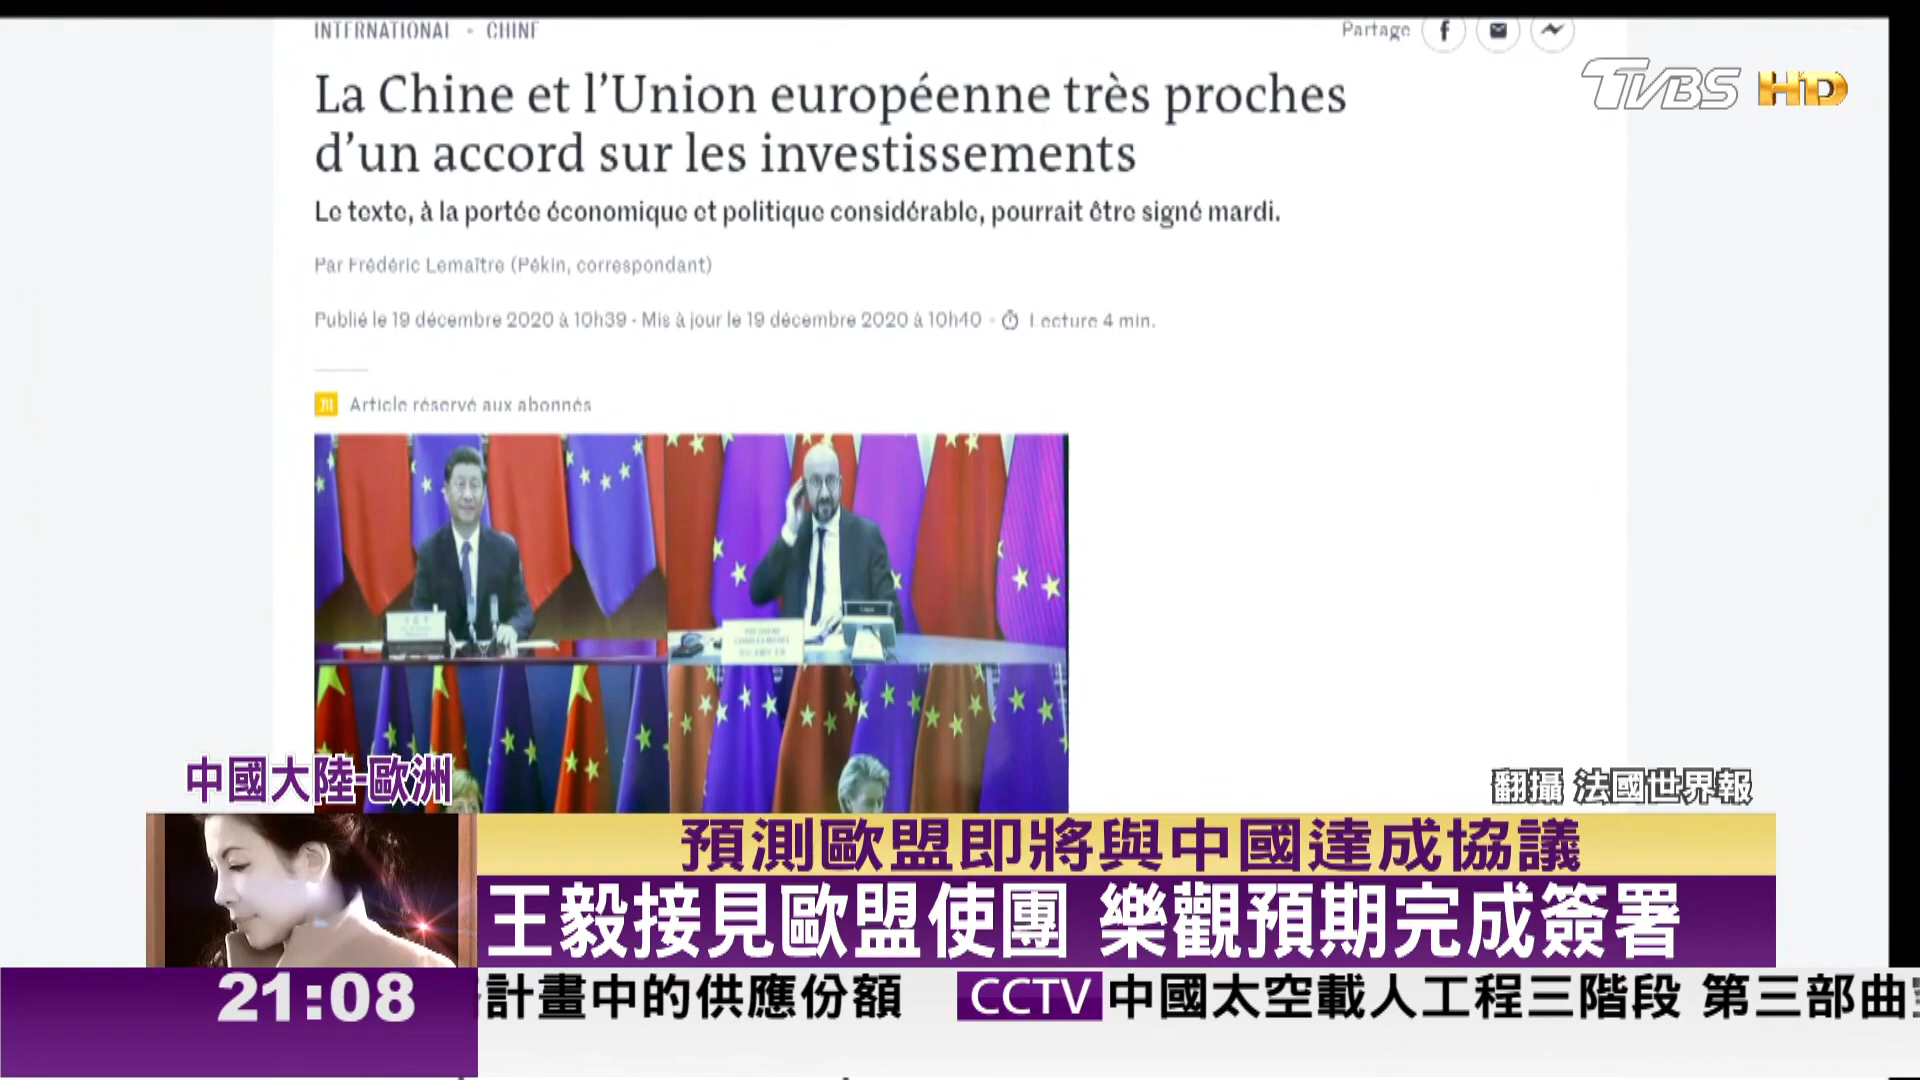 INTERNATIONAL • CHINE
Partage
La Chine et l'Union européenne très proches
d'un accord sur les investissements
Le texte, à la portée économique et politique considérable, pourrait être signé mardi.
Par Frédéric Lemaître (Pékin, correspondant)
Publié le 19 décembre 2020 à 10h39 - Mis à jour le 19 décembre 2020 à 10h40 • Lecture 4 min.
Article réservé aux abonnés
TVBS HD
中國大陸-歐洲
翻攝 法國世界報
預測歐盟即將與中國達成協議
王毅接見歐盟使團 樂觀預期完成簽署
21:08
計畫中的供應份額 CCTV 中國太空載人工程三階段 第三部曲